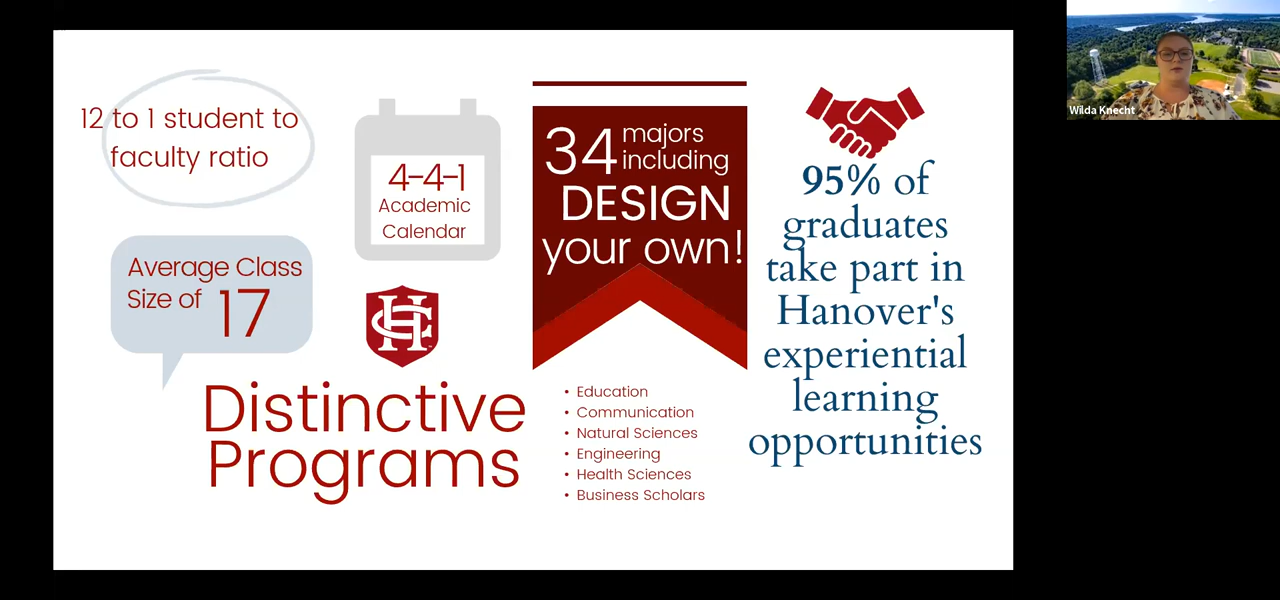 12 to 1 student to
faculty ratio
Average Class
Size of 17
4-4-1
Academic
Calendar
HC
Distinctive
Programs
34 majors
including
DESIGN
your own!
• Education
• Communication
• Natural Sciences
• Engineering
• Health Sciences
• Business Scholars
95% of
graduates
take part in
Hanover's
experiential
learning
opportunities
Wilda Knecht